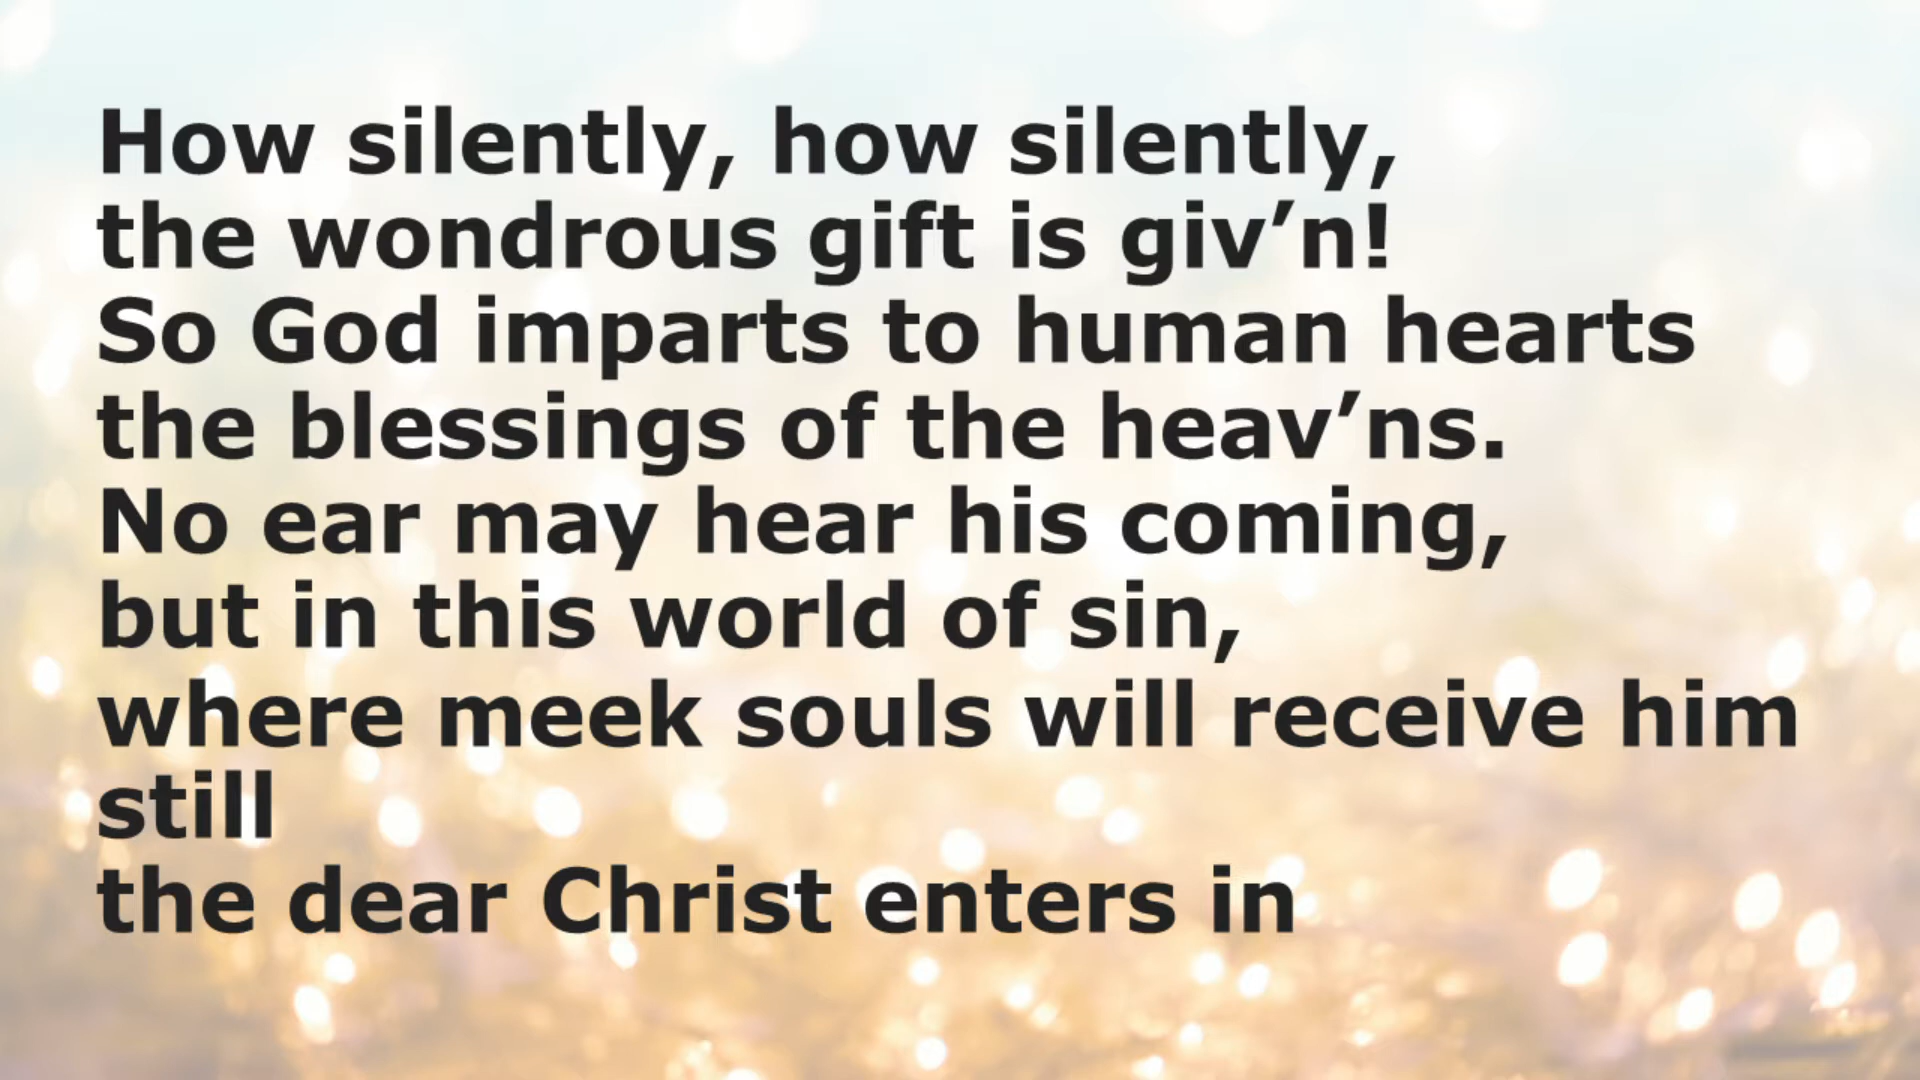 How silently, how silently,
the wondrous gift is giv’n!
So God imparts to human hearts
the blessings of the heav’ns.
No ear may hear his coming,
but in this world of sin,
where meek souls will receive him
still
the dear Christ enters in